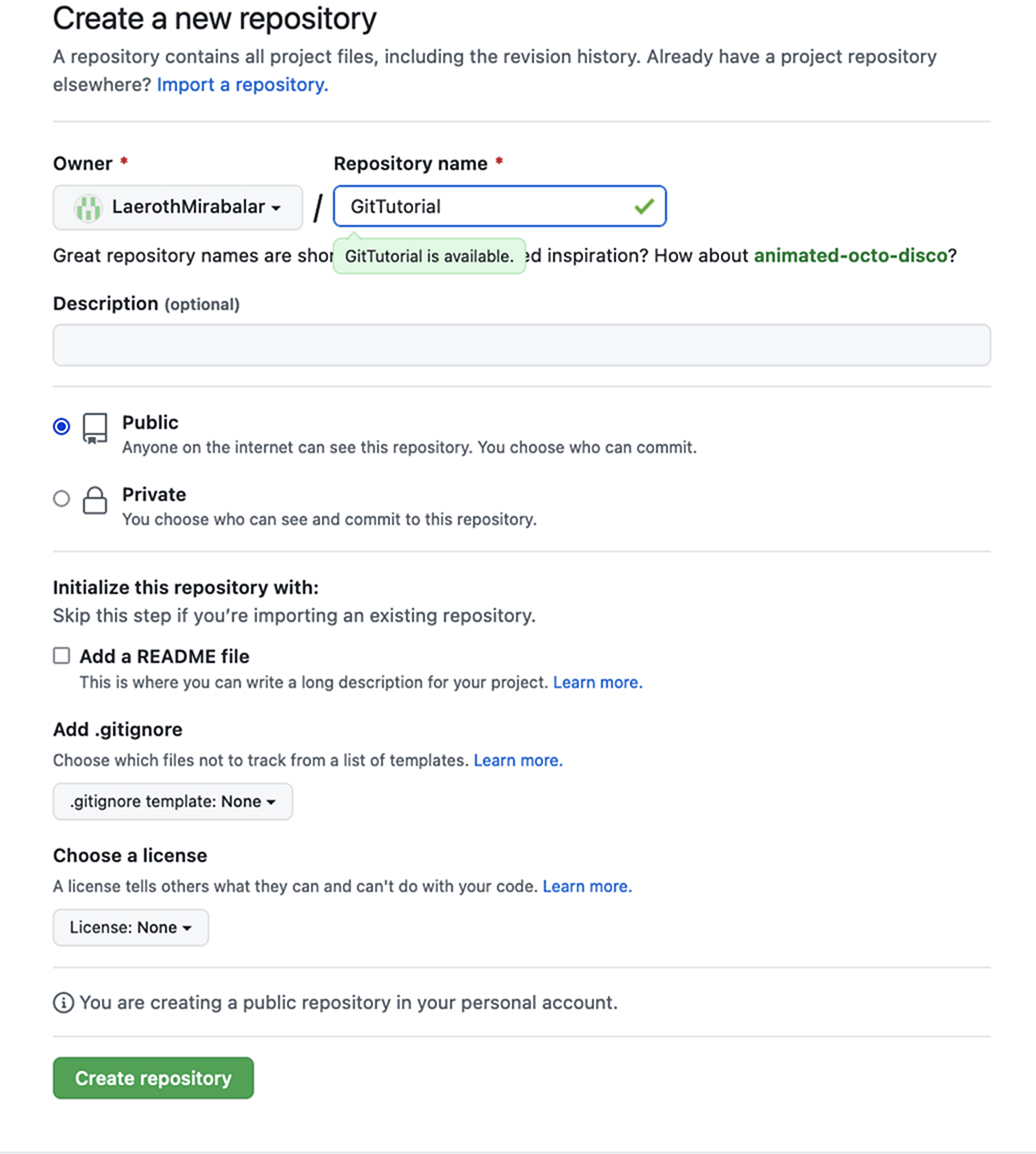 Create a new repository
A repository contains all project files, including the revision history. Already have a project repository
elsewhere? Import a repository.
Owner *
Repository name *
LaerothMirabalar
/
GitTutorial
Great repository names are
GitTutorial is available.
inspiration? How about animated-octo-disco?
Description (optional)
Public
Anyone on the internet can see this repository. You choose who can commit.
Private
You choose who can see and commit to this repository.
Initialize this repository with:
Skip this step if you’re importing an existing repository.
Add a README file
This is where you can write a long description for your project. Learn more.
Add .gitignore
Choose which files not to track from a list of templates. Learn more.
.gitignore template: None
Choose a license
A license tells others what they can and can't do with your code. Learn more.
License: None
You are creating a public repository in your personal account.
Create repository